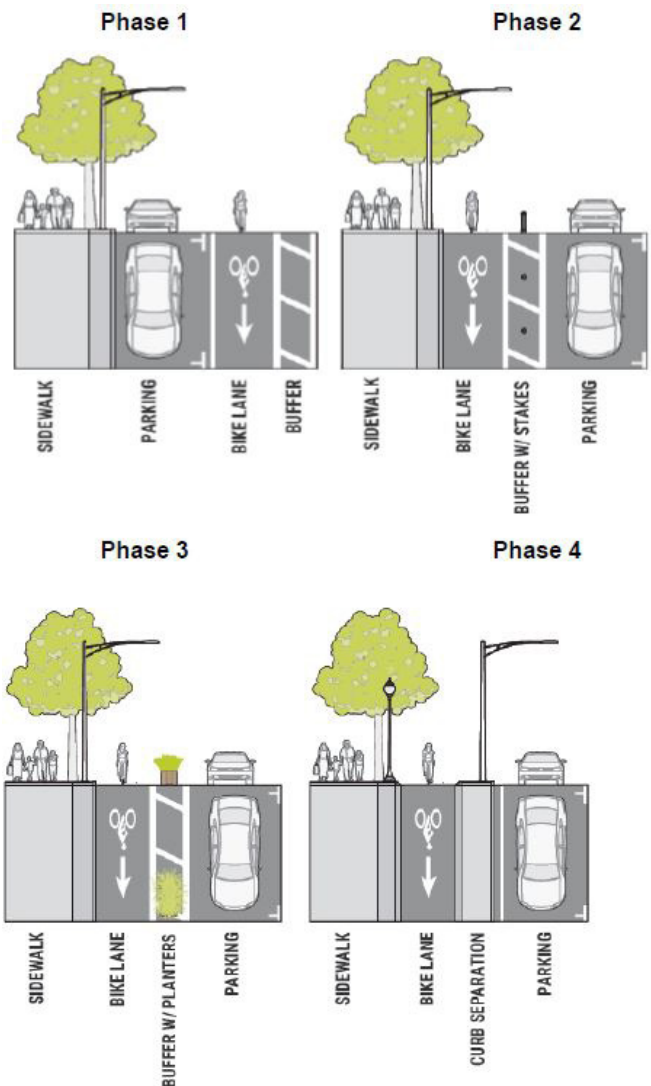 Phase 1
SIDEWALK
PARKING
BIKE LANE
BUFFER
Phase 2
SIDEWALK
BIKE LANE
BUFFER W/ STAKES
PARKING
Phase 3
SIDEWALK
BIKE LANE
BUFFER W/ PLANTERS
PARKING
Phase 4
SIDEWALK
BIKE LANE
CURB SEPARATION
PARKING